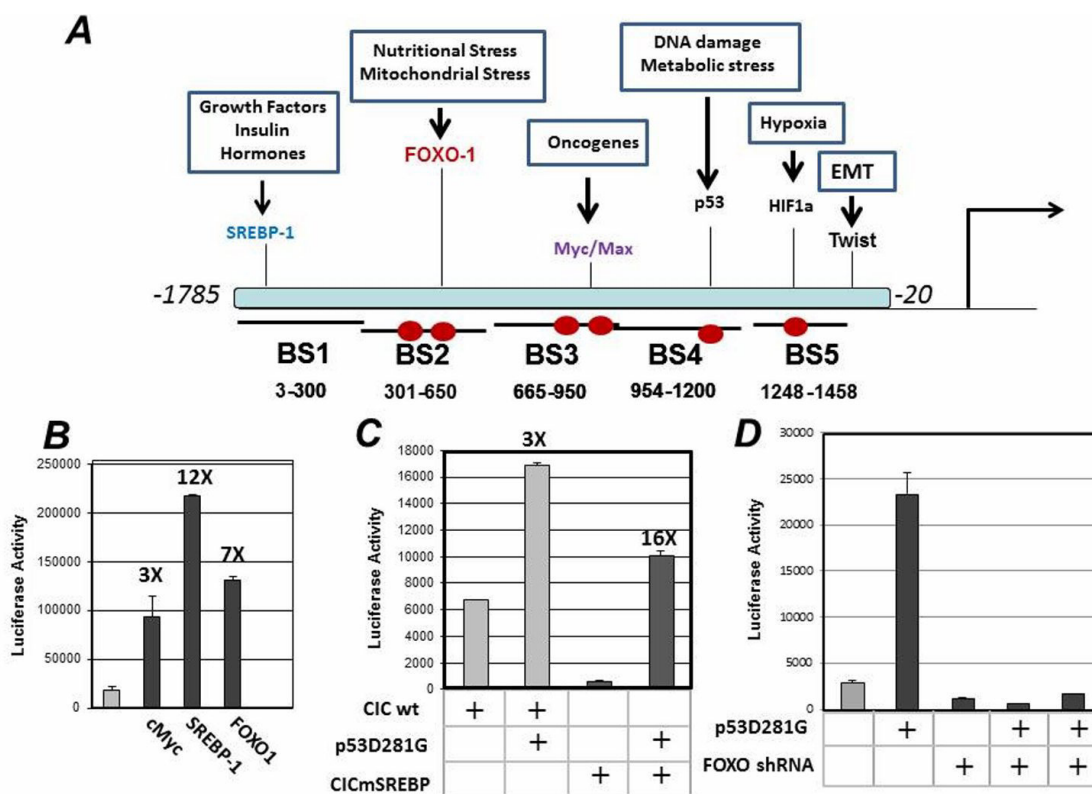 A
Nutritional Stress
Mitochondrial Stress
DNA damage
Metabolic stress
Growth Factors
Insulin
Hormones
Oncogenes
Hypoxia
EMT
FOXO-1
p53
HIF1a
SREBP-1
Myc/Max
Twist
-1785
-20
BS1
BS2
BS3
BS4
BS5
3-300
301-650
665-950
954-1200
1248-1458
B
Luciferase Activity
250000
200000
150000
100000
50000
0
3X
12X
7X
cMyc
SREBP-1
FOXO1
C
Luciferase Activity
18000
16000
14000
12000
10000
8000
6000
4000
2000
0
3X
16X
CIC wt + +
p53D281G + +
CICmSREBP + +
D
Luciferase Activity
30000
25000
20000
15000
10000
5000
0
p53D281G + + +
FOXO shRNA + + +